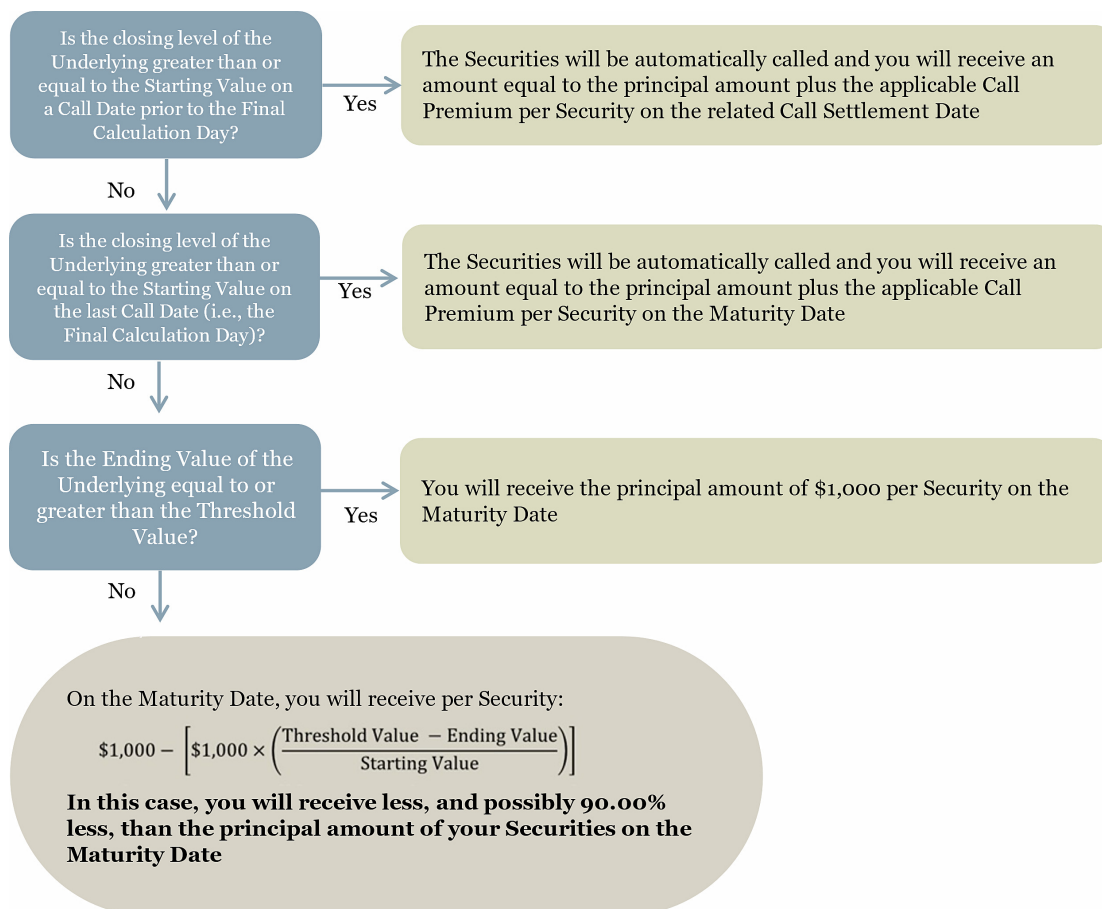 Is the closing level of the
Underlying greater than or
equal to the Starting Value on
a Call Date prior to the Final
Calculation Day?
Yes
The Securities will be automatically called and you will receive an
amount equal to the principal amount plus the applicable Call
Premium per Security on the related Call Settlement Date
No
Is the closing level of the
Underlying greater than or
equal to the Starting Value on
the last Call Date (i.e., the
Final Calculation Day)?
Yes
The Securities will be automatically called and you will receive an
amount equal to the principal amount plus the applicable Call
Premium per Security on the Maturity Date
No
Is the Ending Value of the
Underlying equal to or
greater than the Threshold
Value?
Yes
You will receive the principal amount of $1,000 per Security on the
Maturity Date
No
On the Maturity Date, you will receive per Security:
$1,000 − [$1,000 × (Threshold Value − Ending Value / Starting Value)]
In this case, you will receive less, and possibly 90.00%
less, than the principal amount of your Securities on the
Maturity Date